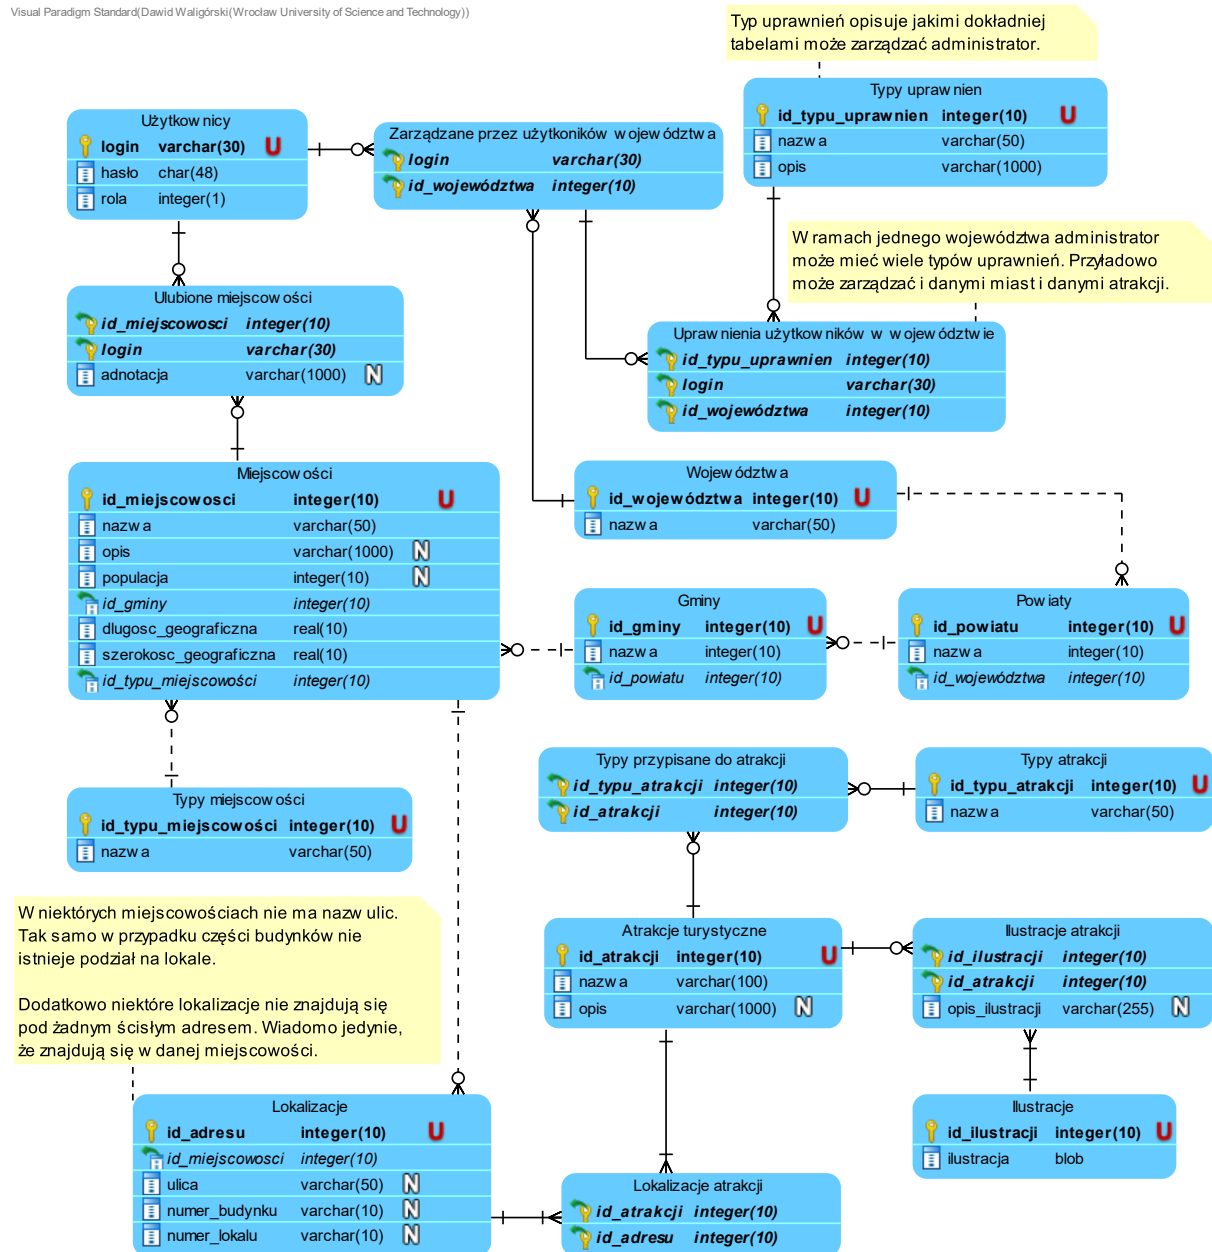 Visual Paradigm Standard(Dawid Waligórski(Wrocław University of Science and Technology))
Typ uprawnień opisuje jakimi dokładniej
tabelami może zarządzać administrator.
Użytkownicy
login varchar(30) U
hasło char(48)
rola integer(1)
Zarządzane przez użytkoników województwa
login varchar(30)
id_województwa integer(10)
Typy uprawnien
id_typu_uprawnien integer(10) U
nazwa varchar(50)
opis varchar(1000)
W ramach jednego województwa administrator
może mieć wiele typów uprawnień. Przyładowo
może zarządzać i danymi miast i danymi atrakcji.
Ulubione miejscowości
id_miejscowosci integer(10)
login varchar(30)
adnotacja varchar(1000) N
Uprawnienia użytkowników w województwie
id_typu_uprawnien integer(10)
login varchar(30)
id_województwa integer(10)
Miejscowości
id_miejscowosci integer(10) U
nazwa varchar(50)
opis varchar(1000) N
populacja integer(10) N
id_gminy integer(10)
dlugosc_geograficzna real(10)
szerokosc_geograficzna real(10)
id_typu_miejscowości integer(10)
Województwa
id_województwa integer(10) U
nazwa varchar(50)
Gminy
id_gminy integer(10) U
nazwa integer(10)
id_powiatu integer(10)
Powiaty
id_powiatu integer(10) U
nazwa integer(10)
id_województwa integer(10)
Typy miejscowości
id_typu_miejscowości integer(10) U
nazwa varchar(50)
Typy przypisane do atrakcji
id_typu_atrakcji integer(10)
id_atrakcji integer(10)
Typy atrakcji
id_typu_atrakcji integer(10) U
nazwa varchar(50)
W niektórych miejscowościach nie ma nazw ulic.
Tak samo w przypadku części budynków nie
istnieje podział na lokale.
Dodatkowo niektóre lokalizacje nie znajdują się
pod żadnym ścisłym adresem. Wiadomo jedynie,
że znajdują się w danej miejscowości.
Atrakcje turystyczne
id_atrakcji integer(10) U
nazwa varchar(100)
opis varchar(1000) N
Ilustracje atrakcji
id_ilustracji integer(10)
id_atrakcji integer(10)
opis_ilustracji varchar(255) N
Lokalizacje
id_adresu integer(10) U
id_miejscowosci integer(10)
ulica varchar(50) N
numer_budynku varchar(10) N
numer_lokalu varchar(10) N
Ilustracje
id_ilustracji integer(10) U
ilustracja blob
Lokalizacje atrakcji
id_atrakcji integer(10)
id_adresu integer(10)